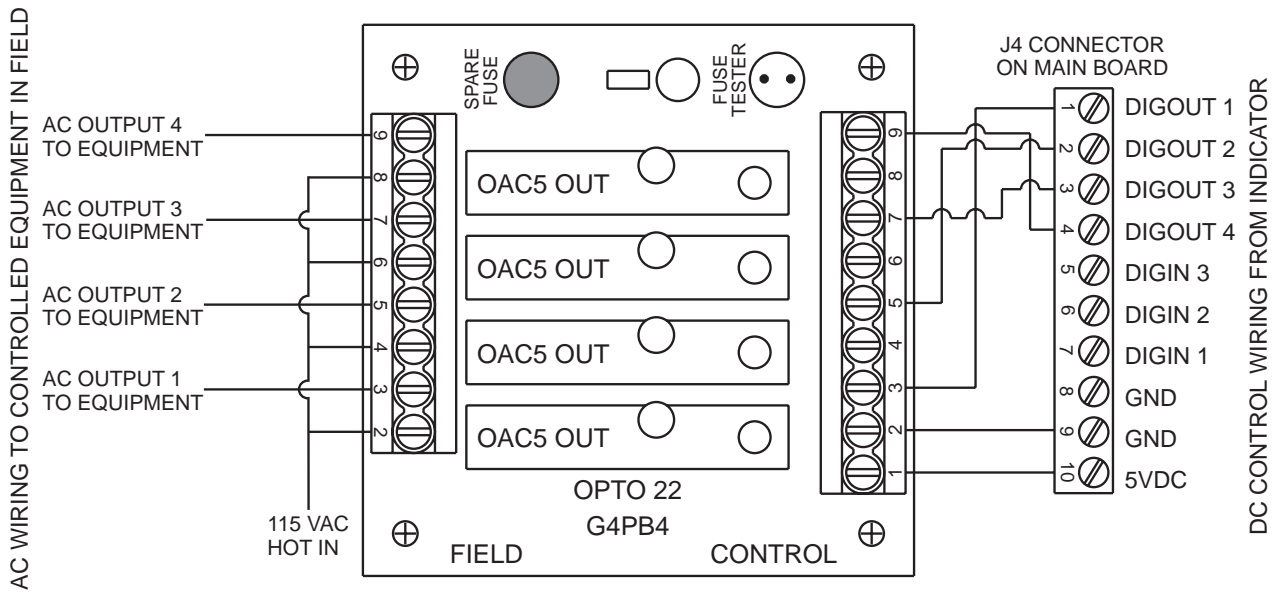 AC WIRING TO CONTROLLED EQUIPMENT IN FIELD
AC OUTPUT 4
TO EQUIPMENT
AC OUTPUT 3
TO EQUIPMENT
AC OUTPUT 2
TO EQUIPMENT
AC OUTPUT 1
TO EQUIPMENT
115 VAC
HOT IN
9
8
7
6
5
4
3
2
SPARE
FUSE
FUSE
TESTER
OAC5 OUT
OAC5 OUT
OAC5 OUT
OAC5 OUT
OPTO 22
G4PB4
FIELD
CONTROL
9
8
7
6
5
4
3
2
1
J4 CONNECTOR
ON MAIN BOARD
1 DIGOUT 1
2 DIGOUT 2
3 DIGOUT 3
4 DIGOUT 4
5 DIGIN 3
6 DIGIN 2
7 DIGIN 1
8 GND
9 GND
10 5VDC
DC CONTROL WIRING FROM INDICATOR